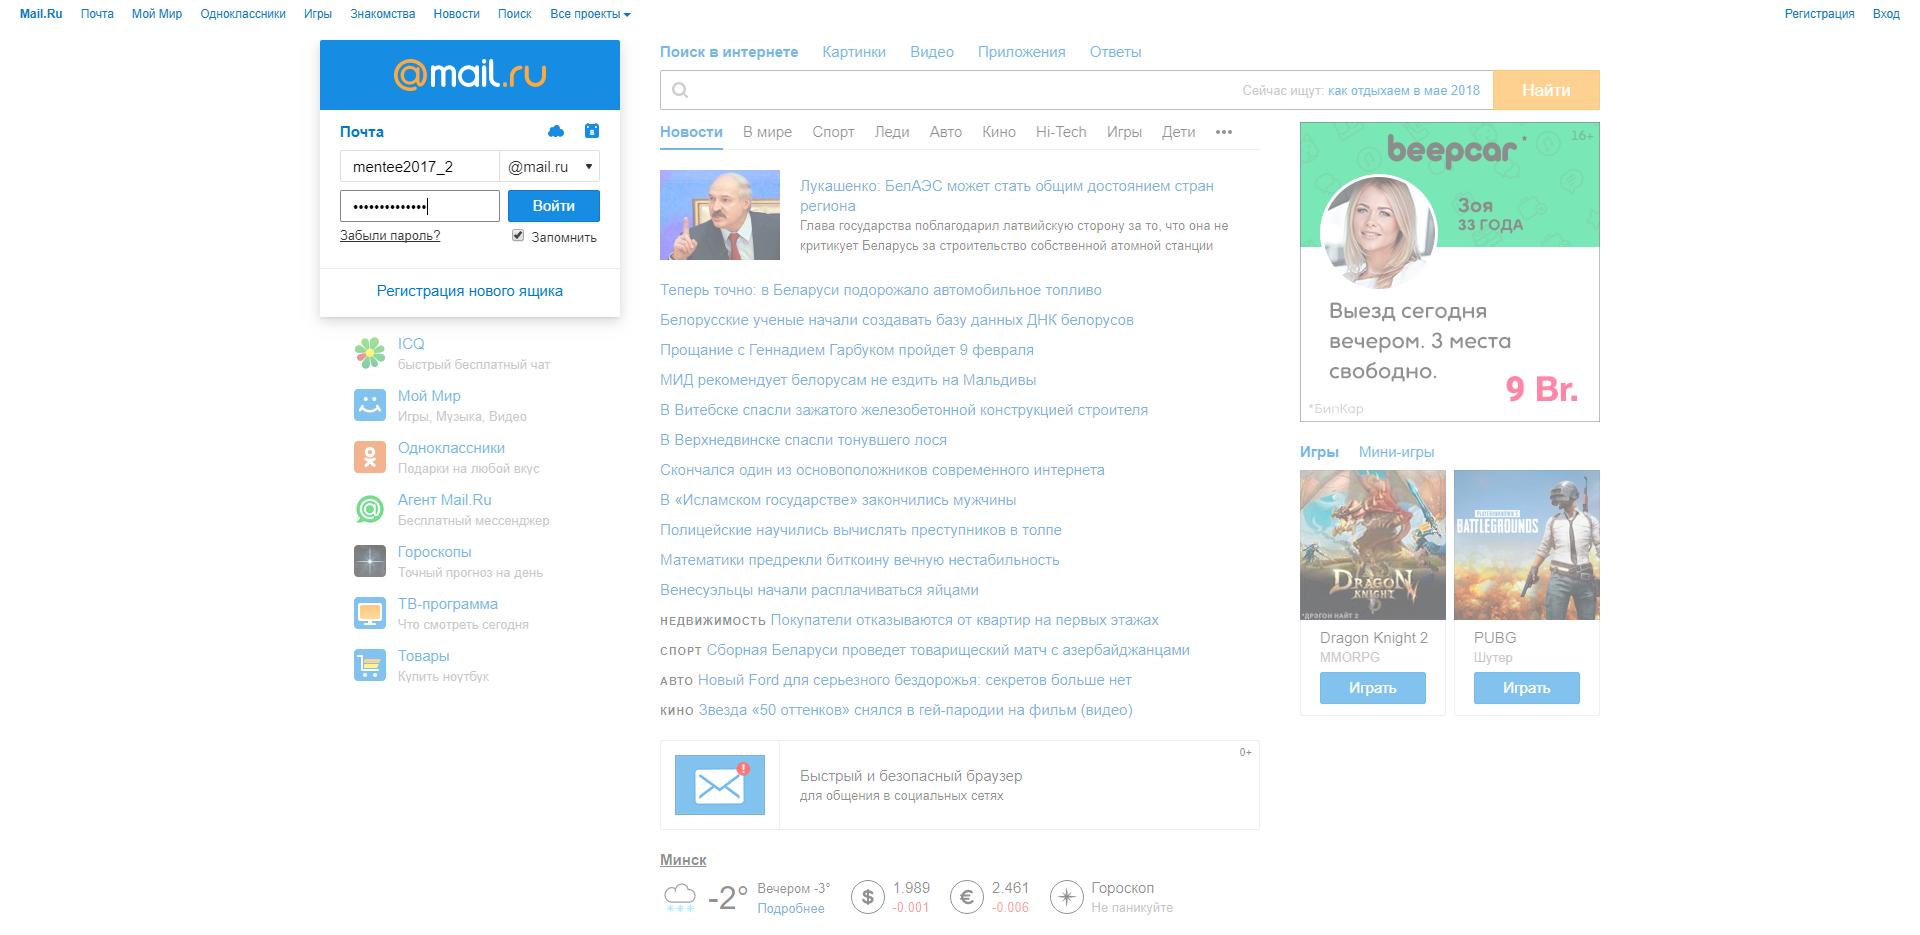 Mail.Ru Почта Мой Мир Одноклассники Игры Знакомства Новости Поиск Все проекты Регистрация Вход
@mail.ru
Почта
mentee2017_2 @mail.ru
•••••••••••••• Войти
Забыли пароль? Запомнить
Регистрация нового ящика
ICQ
быстрый бесплатный чат
Мой Мир
Игры, Музыка, Видео
Одноклассники
Подарки на любой вкус
Агент Mail.Ru
Бесплатный мессенджер
Гороскопы
Точный прогноз на день
ТВ-программа
Что смотреть сегодня
Товары
Купить ноутбук
Поиск в интернете Картинки Видео Приложения Ответы
Сейчас ищут: как отдыхаем в мае 2018 Найти
Новости В мире Спорт Леди Авто Кино Hi-Tech Игры Дети •••
Лукашенко: БелАЭС может стать общим достоянием стран
региона
Глава государства поблагодарил латвийскую сторону за то, что она не
критикует Беларусь за строительство собственной атомной станции
Теперь точно: в Беларуси подорожало автомобильное топливо
Белорусские ученые начали создавать базу данных ДНК белорусов
Прощание с Геннадием Гарбуком пройдет 9 февраля
МИД рекомендует белорусам не ездить на Мальдивы
В Витебске спасли зажатого железобетонной конструкцией строителя
В Верхнедвинске спасли тонувшего лося
Скончался один из основоположников современного интернета
В «Исламском государстве» закончились мужчины
Полицейские научились вычислять преступников в толпе
Математики предрекли биткоину вечную нестабильность
Венесуэльцы начали расплачиваться яйцами
НЕДВИЖИМОСТЬ Покупатели отказываются от квартир на первых этажах
СПОРТ Сборная Беларуси проведет товарищеский матч с азербайджанцами
АВТО Новый Ford для серьезного бездорожья: секретов больше нет
КИНО Звезда «50 оттенков» снялся в гей-пародии на фильм (видео)
0+
Быстрый и безопасный браузер
для общения в социальных сетях
Минск
-2° Вечером -3°
Подробнее
$ 1.989
-0.001
€ 2.461
-0.006
Гороскоп
Не паникуйте
16+
beepcar*
Зоя
33 ГОДА
Выезд сегодня
вечером. 3 места
свободно.
9 Br.
*БипКар
Игры Мини-игры
DRAGON
KNIGHT
*ДРЭГОН НАЙТ 2
Dragon Knight 2
MMORPG
Играть
PLAYERUNKNOWN'S
BATTLEGROUNDS
PUBG
Шутер
Играть